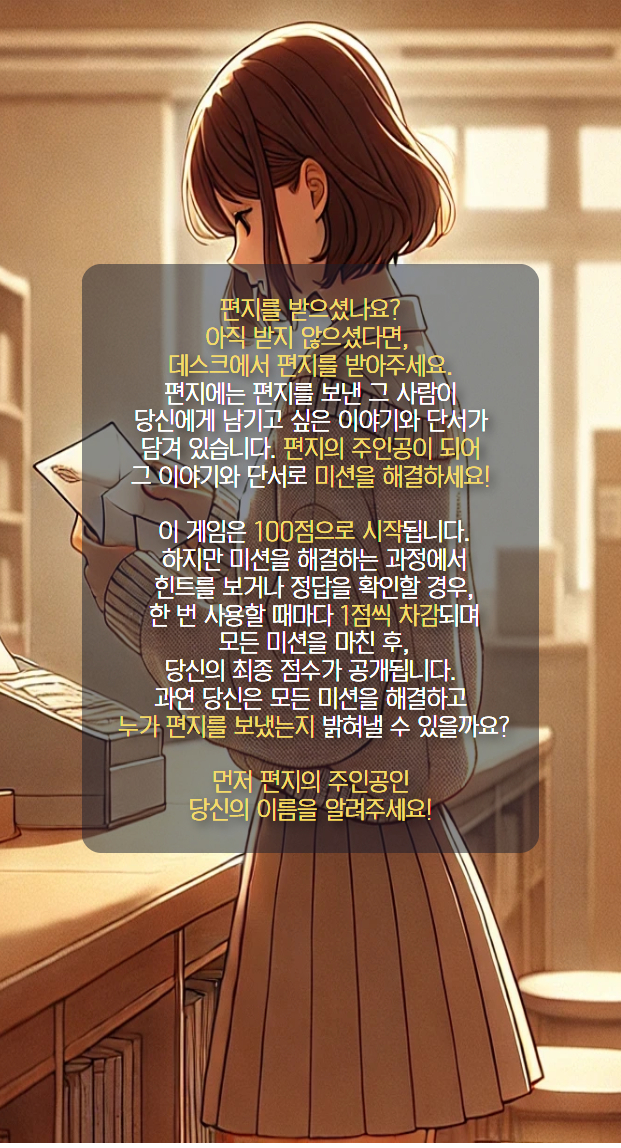 편지를 받으셨나요?
아직 받지 않으셨다면,
데스크에서 편지를 받아주세요.
편지에는 편지를 보낸 그 사람이
당신에게 남기고 싶은 이야기와 단서가
담겨 있습니다. 편지의 주인공이 되어
그 이야기와 단서로 미션을 해결하세요!
이 게임은 100점으로 시작됩니다.
하지만 미션을 해결하는 과정에서
힌트를 보거나 정답을 확인할 경우,
한 번 사용할 때마다 1점씩 차감되며
모든 미션을 마친 후,
당신의 최종 점수가 공개됩니다.
과연 당신은 모든 미션을 해결하고
누가 편지를 보냈는지 밝혀낼 수 있을까요?
먼저 편지의 주인공인
당신의 이름을 알려주세요!